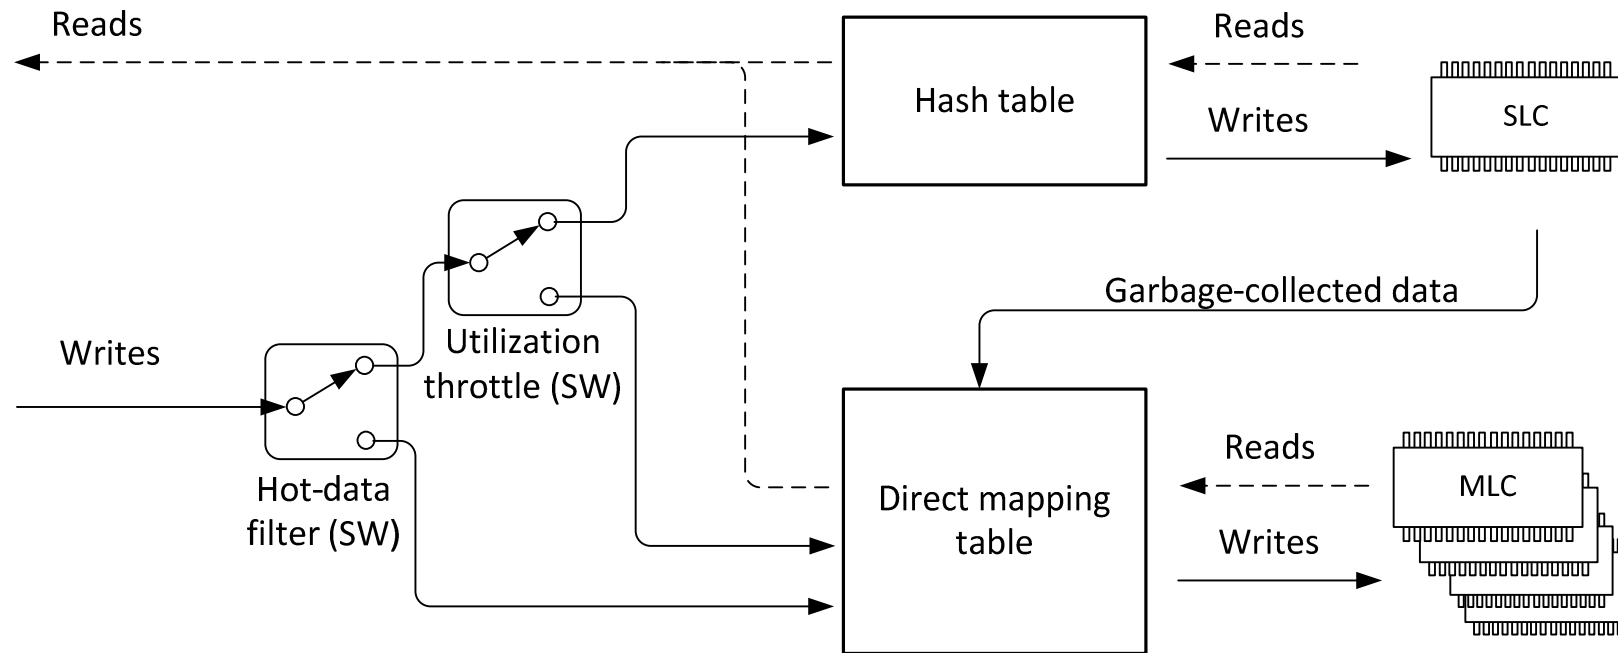 Reads
Hash table
Reads
Writes
SLC
Garbage-collected data
Writes
Utilization
throttle (SW)
Hot-data
filter (SW)
Direct mapping
table
Reads
Writes
MLC